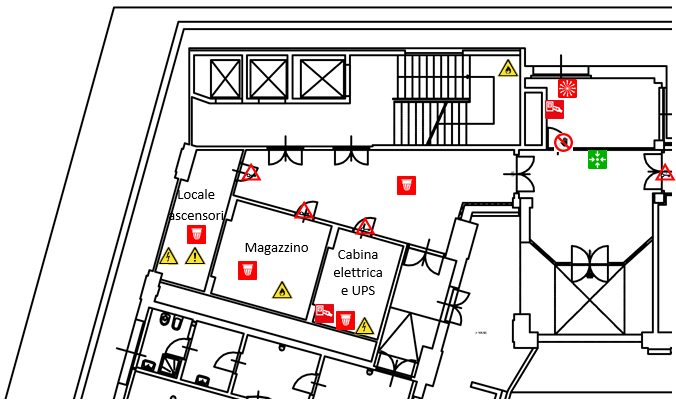 Locale
ascensori
Magazzino
Cabina
elettrica
e UPS